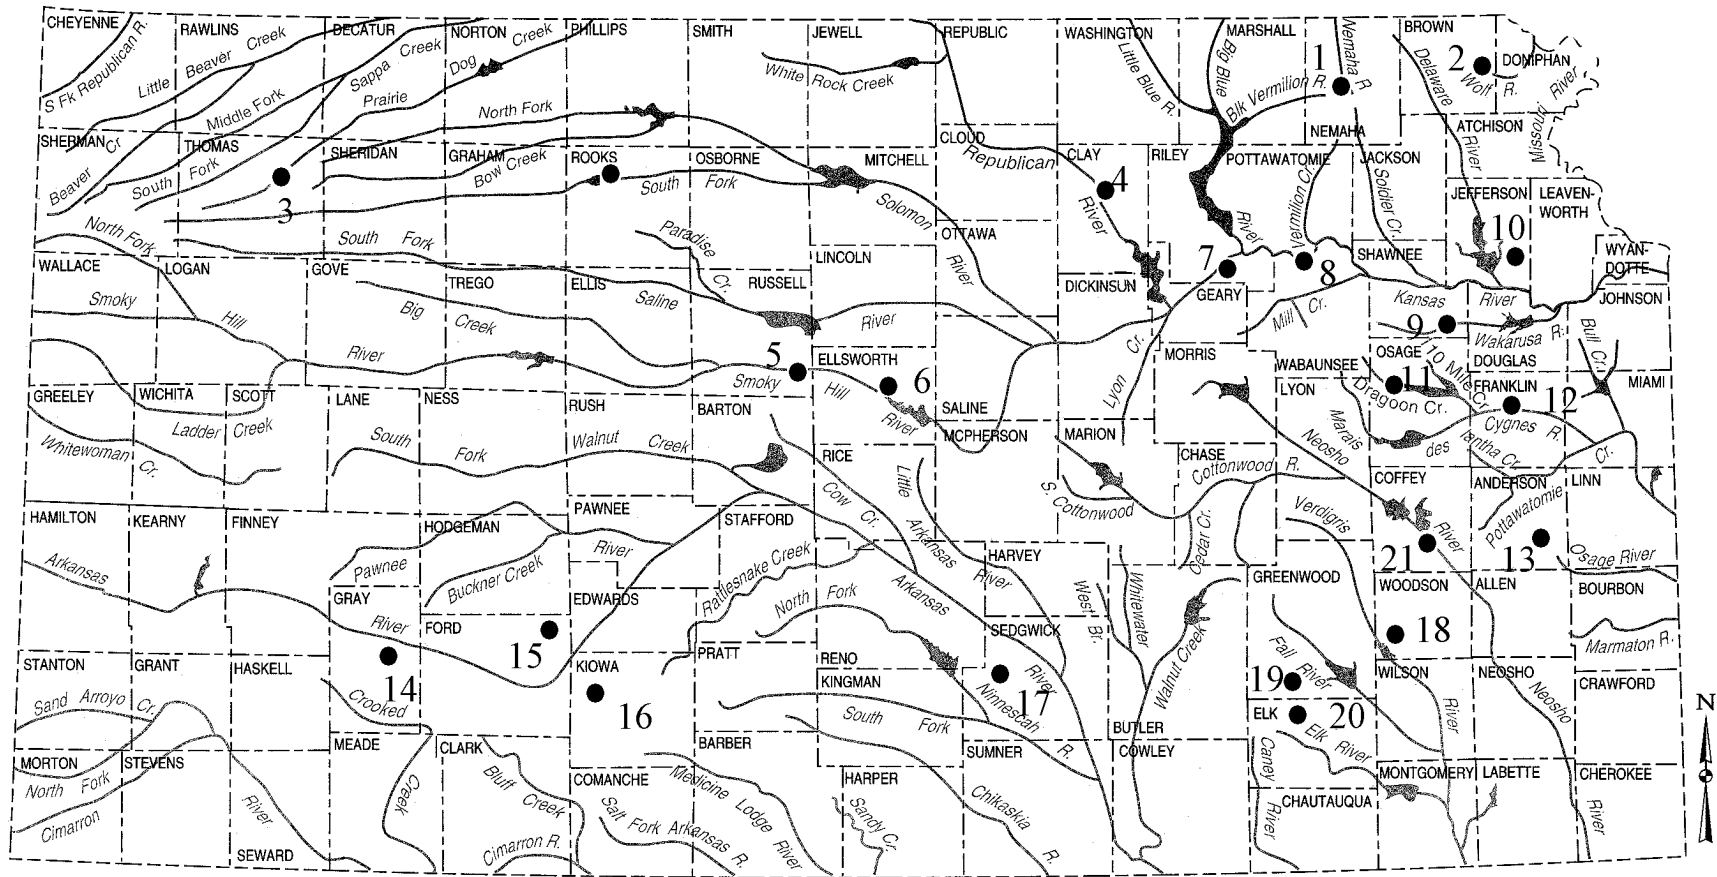 CHEYENNE
RAWLINS
DECATUR
NORTON
PHILLIPS
SMITH
JEWELL
REPUBLIC
WASHINGTON
MARSHALL
BROWN
DONIPHAN
S Fk Republican R.
Little Beaver Creek
Middle Fork
Sappa Creek
Prairie Dog Creek
North Fork
White Rock Creek
Little Blue R.
Big Blue
Blk Vermilion R.
1
Nemaha R
NEMAHA
Delaware River
2
Wolf R.
Missouri River
SHERMAN
Beaver Cr
THOMAS
South Fork
3
SHERIDAN
GRAHAM
Bow Creek
ROOKS
OSBORNE
South Fork
MITCHELL
Solomon River
CLOUD
Republican River
CLAY
4
RILEY
River
POTTAWATOMIE
Vermilion Cr.
JACKSON
Soldier Cr.
ATCHISON
JEFFERSON
LEAVEN-
WORTH
10
North Fork
WALLACE
LOGAN
GOVE
South Fork
TREGO
ELLIS
Saline River
Paradise Cr.
RUSSELL
LINCOLN
OTTAWA
DICKINSUN
7
GEARY
8
SHAWNEE
WYAN-
DOTTE
Smoky Hill River
Big Creek
5
ELLSWORTH
6
Smoky Hill River
SALINE
Lyon Cr.
MORRIS
Mill Cr.
WABAUNSEE
Kansas River
9
Wakarusa R.
JOHNSON
Bull Cr.
OSAGE
110 Mile Cr.
DOUGLAS
GREELEY
WICHITA
SCOTT
LANE
NESS
RUSH
BARTON
Ladder Creek
Whitewoman Cr.
South Fork Walnut Creek
RICE
Cow Cr.
MCPHERSON
Little Arkansas River
MARION
S. Cottonwood
CHASE
Cottonwood R.
Cedar Cr.
LYON
Neosho
11
Dragoon Cr.
FRANKLIN
12
MIAMI
Marais des Cygnes R.
Iantha Cr.
Cr.
HAMILTON
KEARNY
FINNEY
HODGEMAN
PAWNEE
STAFFORD
Arkansas River
Pawnee River
Buckner Creek
Rattlesnake Creek
HARVEY
COFFEY
ANDERSON
LINN
Verdigris
River
21
Pottawatomie
13
Osage River
GRAY
FORD
15
EDWARDS
North Fork
Arkansas River
RENO
SEDGWICK
West Br.
Whitewater
Walnut Creek
GREENWOOD
WOODSON
18
ALLEN
BOURBON
Marmaton R.
STANTON
GRANT
HASKELL
14
Crooked Creek
KIOWA
16
PRATT
KINGMAN
Ninnescah R.
17
South Fork
BUTLER
Fall River
19
WILSON
River
NEOSHO
Neosho River
CRAWFORD
Sand Arroyo Cr.
MORTON
STEVENS
North Fork
Cimarron River
SEWARD
MEADE
CLARK
Bluff Creek
Cimarron R.
COMANCHE
Salt Fork Arkansas R.
BARBER
Medicine Lodge River
HARPER
Sandy Cr.
SUMNER
Chikaskia R.
COWLEY
ELK
20
Elk River
Caney River
CHAUTAUQUA
MONTGOMERY
LABETTE
CHEROKEE
N